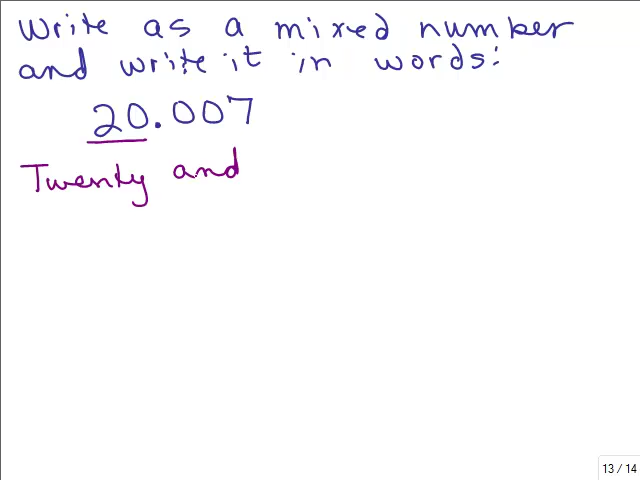 Write as a mixed number
and write it in words:
20.007
Twenty and
13 / 14